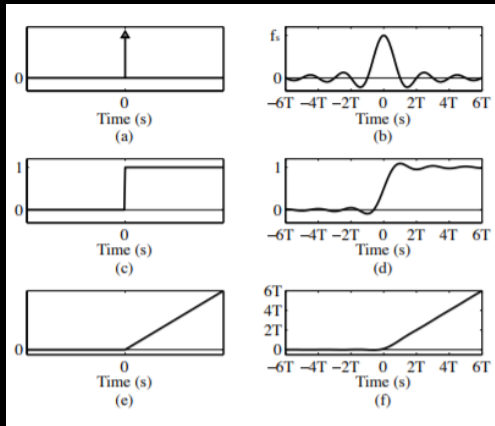 fs
0
0
Time (s)
(a)
0
−6T −4T −2T 0 2T 4T 6T
Time (s)
(b)
1
0
0
Time (s)
(c)
1
0
−6T −4T −2T 0 2T 4T 6T
Time (s)
(d)
0
0
Time (s)
(e)
6T
4T
2T
0
−6T −4T −2T 0 2T 4T 6T
Time (s)
(f)